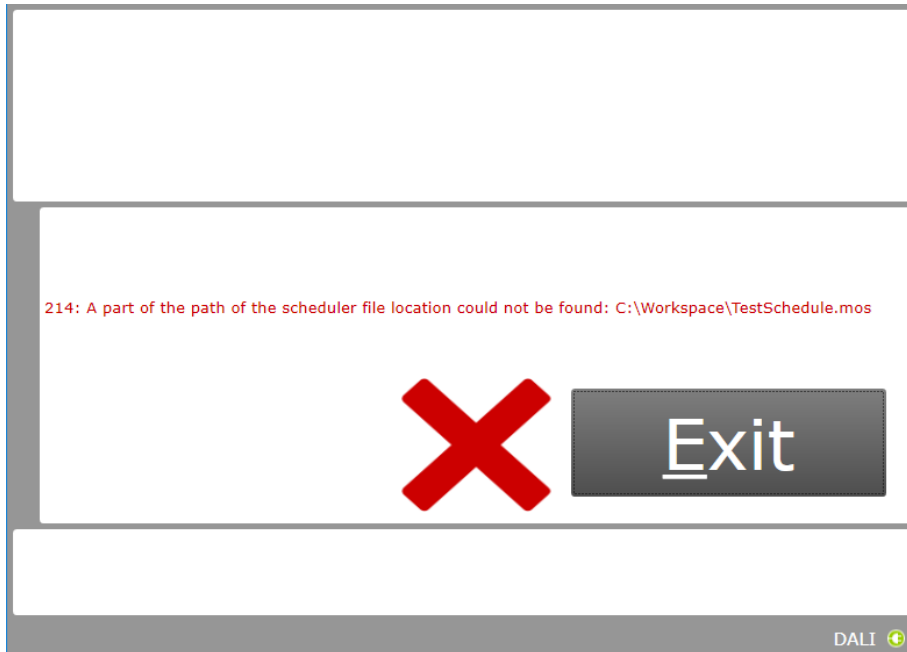 214: A part of the path of the scheduler file location could not be found: C:\Workspace\TestSchedule.mos
Exit
DALI